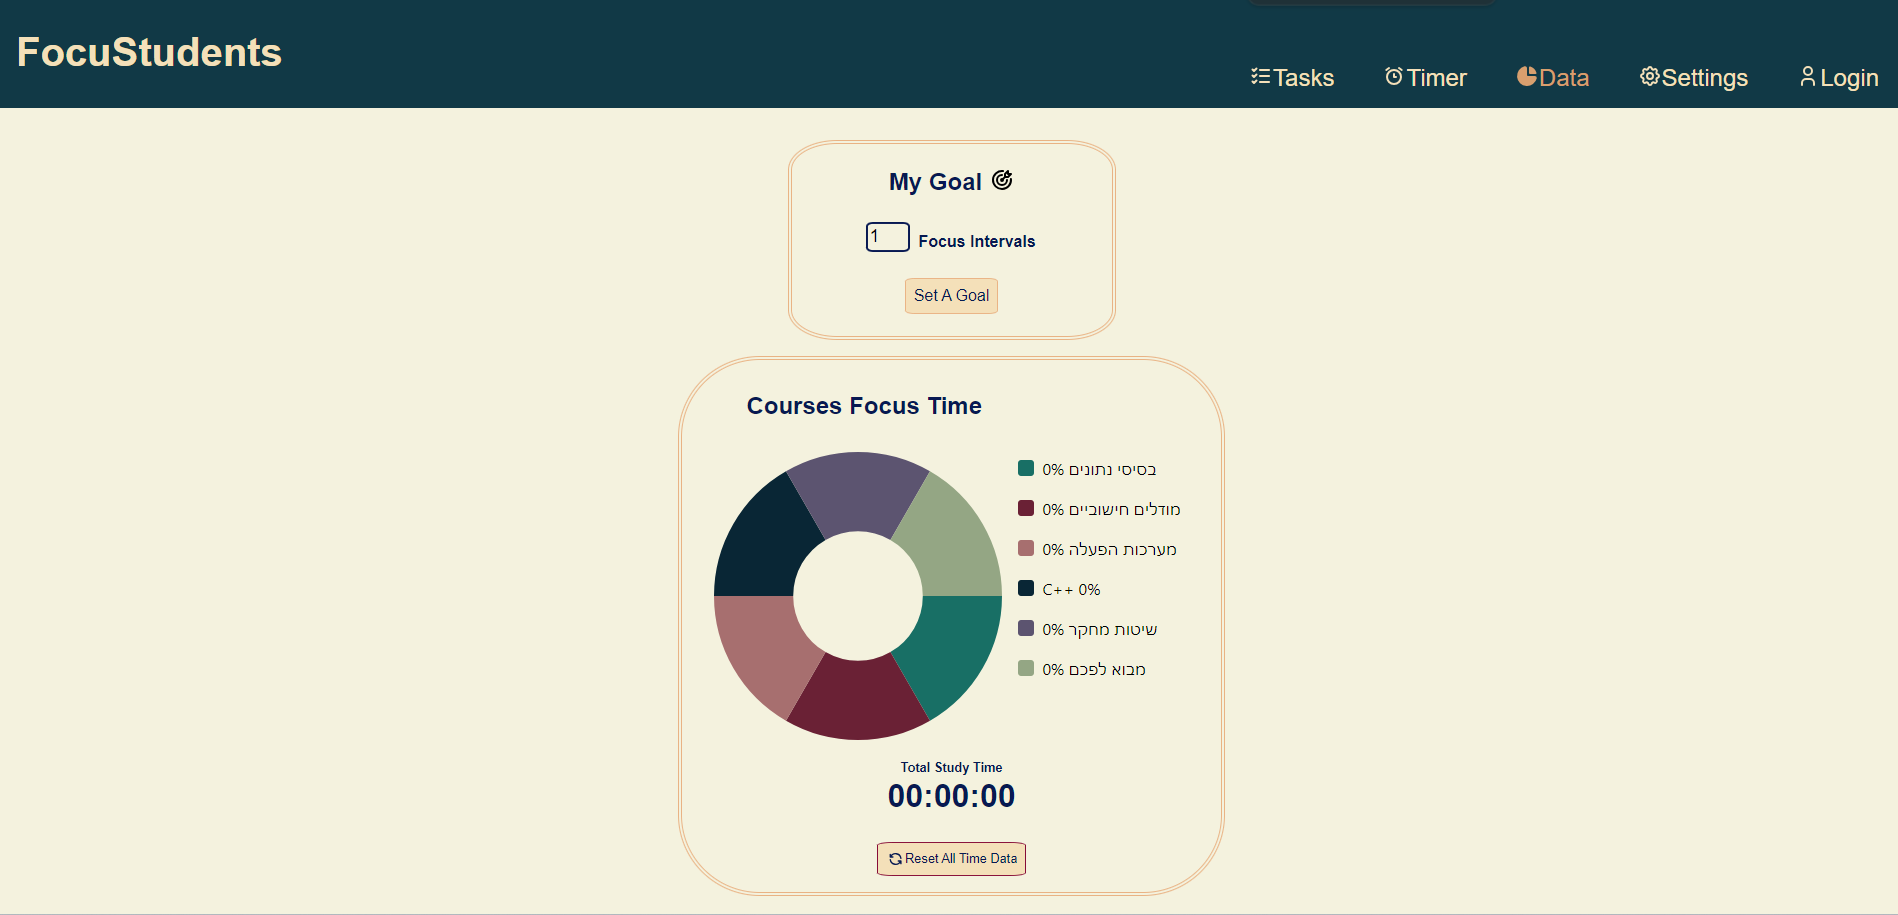 FocuStudents
Tasks Timer Data Settings Login
My Goal
1 Focus Intervals
Set A Goal
Courses Focus Time
בסיסי נתונים 0%
מודלים חישוביים 0%
מערכות הפעלה 0%
C++ 0%
שיטות מחקר 0%
מבוא לפכם 0%
Total Study Time
00:00:00
Reset All Time Data